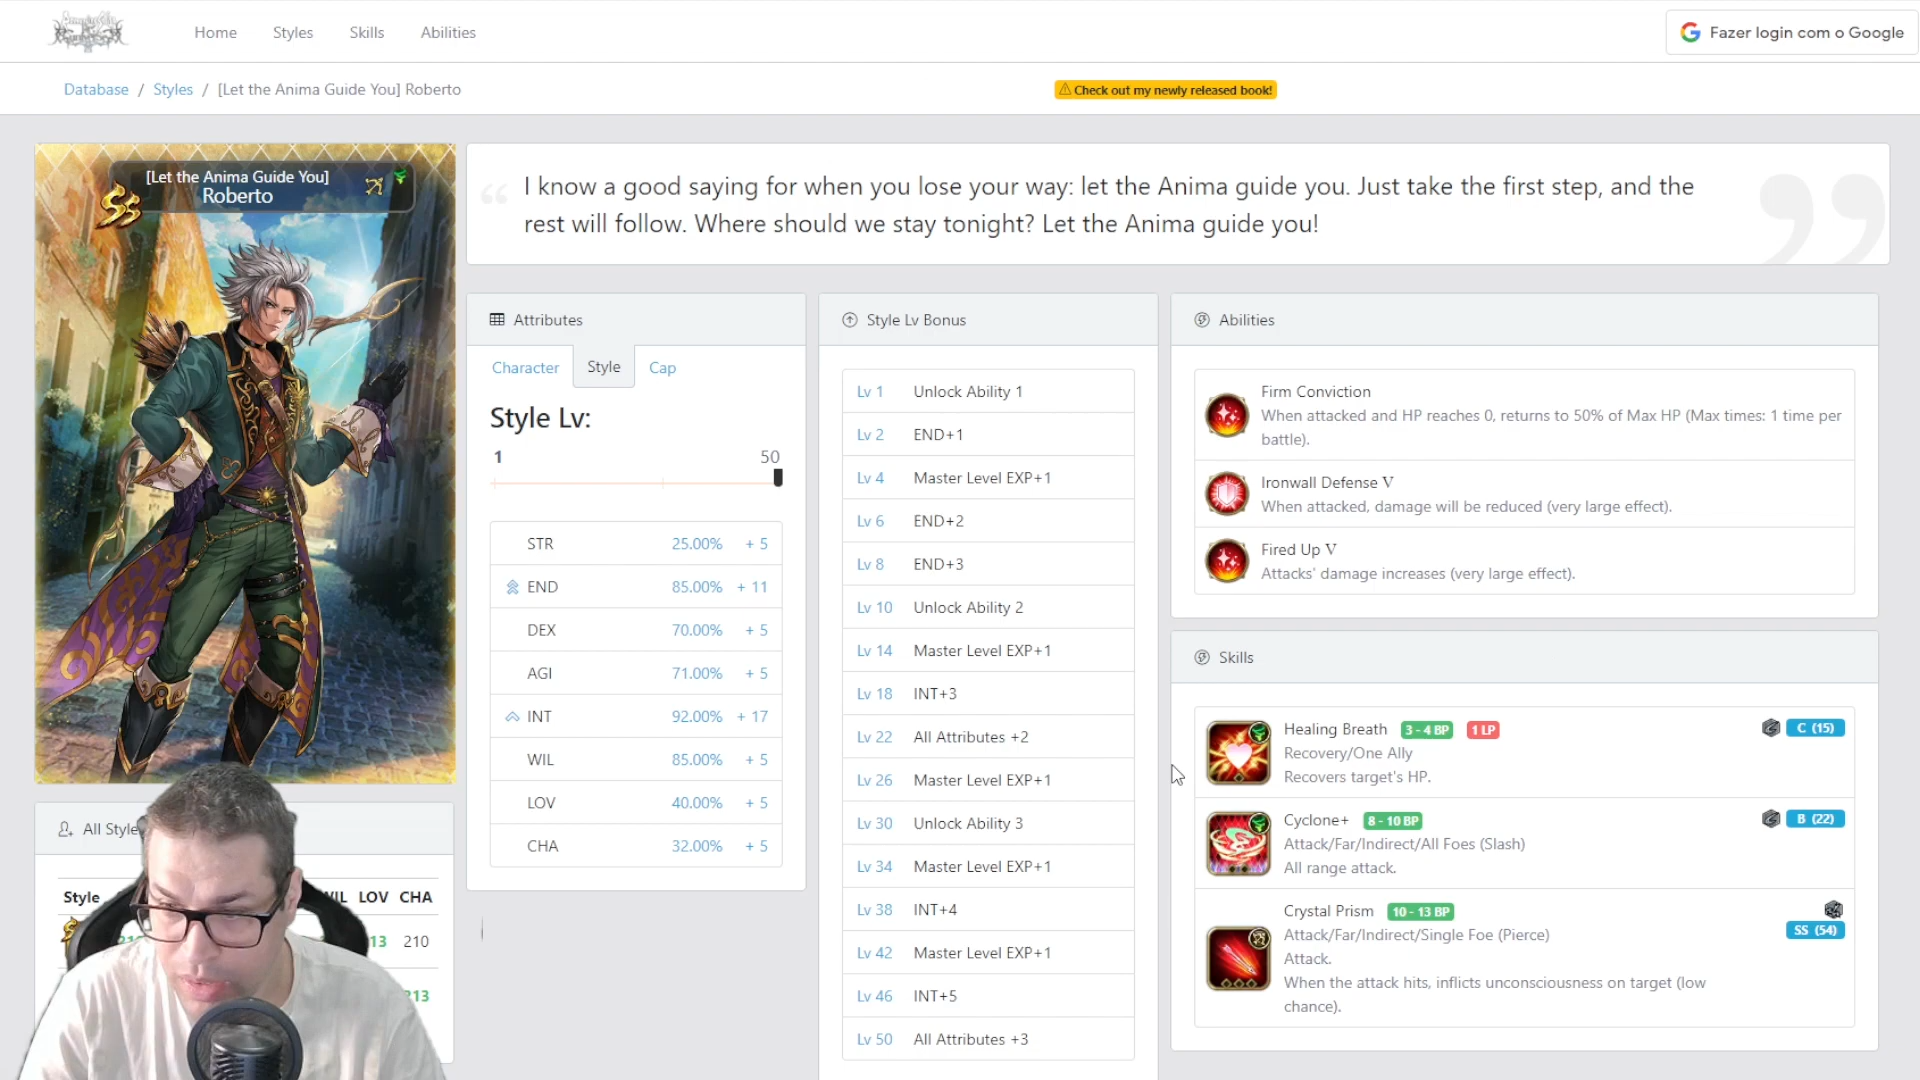 Home
Styles
Skills
Abilities
Fazer login com o Google
Database / Styles / [Let the Anima Guide You] Roberto
Check out my newly released book!
[Let the Anima Guide You]
Roberto
SS
I know a good saying for when you lose your way: let the Anima guide you. Just take the first step, and the
rest will follow. Where should we stay tonight? Let the Anima guide you!
Attributes
Character
Style
Cap
Style Lv:
1
50
STR 25.00% + 5
END 85.00% + 11
DEX 70.00% + 5
AGI 71.00% + 5
INT 92.00% + 17
WIL 85.00% + 5
LOV 40.00% + 5
CHA 32.00% + 5
Style Lv Bonus
Lv 1 Unlock Ability 1
Lv 2 END+1
Lv 4 Master Level EXP+1
Lv 6 END+2
Lv 8 END+3
Lv 10 Unlock Ability 2
Lv 14 Master Level EXP+1
Lv 18 INT+3
Lv 22 All Attributes +2
Lv 26 Master Level EXP+1
Lv 30 Unlock Ability 3
Lv 34 Master Level EXP+1
Lv 38 INT+4
Lv 42 Master Level EXP+1
Lv 46 INT+5
Lv 50 All Attributes +3
Abilities
Firm Conviction
When attacked and HP reaches 0, returns to 50% of Max HP (Max times: 1 time per
battle).
Ironwall Defense V
When attacked, damage will be reduced (very large effect).
Fired Up V
Attacks' damage increases (very large effect).
Skills
Healing Breath 3 - 4 BP 1 LP C (15)
Recovery/One Ally
Recovers target's HP.
Cyclone+ 8 - 10 BP B (22)
Attack/Far/Indirect/All Foes (Slash)
All range attack.
Crystal Prism 10 - 13 BP
SS (54)
Attack/Far/Indirect/Single Foe (Pierce)
Attack.
When the attack hits, inflicts unconsciousness on target (low
chance).
All Style
Style LOV CHA
13 210